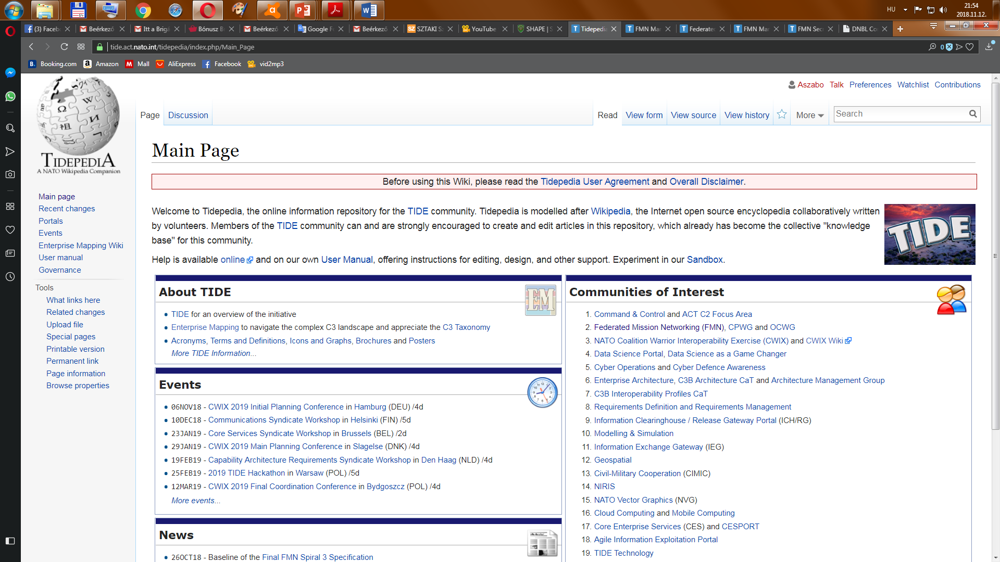 HU
21:54
2018.11.12.
(3) Faceb
Beérkező
Itt a Brigá
Bónusz B
Beérkező
Google F
Beérkező
SZTAKI S
YouTube
SHAPE | S
Tidepedia
FMN Mar
Federated
FMN Mar
FMN Sec
DNBL Co
tide.act.nato.int/tidepedia/index.php/Main_Page
0
Booking.com
Amazon
Mall
AliExpress
Facebook
vid2mp3
Aszabo Talk Preferences Watchlist Contributions
Page Discussion Read View form View source View history More Search
TIDEPEDIA
A NATO Wikipedia Companion
Main page
Recent changes
Portals
Events
Enterprise Mapping Wiki
User manual
Governance
Tools
What links here
Related changes
Upload file
Special pages
Printable version
Permanent link
Page information
Browse properties
Main Page
Before using this Wiki, please read the Tidepedia User Agreement and Overall Disclaimer.
Welcome to Tidepedia, the online information repository for the TIDE community. Tidepedia is modelled after Wikipedia, the Internet open source encyclopedia collaboratively written
by volunteers. Members of the TIDE community can and are strongly encouraged to create and edit articles in this repository, which already has become the collective "knowledge
base" for this community.
TIDE
Help is available online and on our own User Manual, offering instructions for editing, design, and other support. Experiment in our Sandbox.
About TIDE
EM
TIDE for an overview of the initiative
Enterprise Mapping to navigate the complex C3 landscape and appreciate the C3 Taxonomy
Acronyms, Terms and Definitions, Icons and Graphs, Brochures and Posters
More TIDE Information...
Events
06NOV18 - CWIX 2019 Initial Planning Conference in Hamburg (DEU) /4d
10DEC18 - Communications Syndicate Workshop in Helsinki (FIN) /5d
23JAN19 - Core Services Syndicate Workshop in Brussels (BEL) /2d
29JAN19 - CWIX 2019 Main Planning Conference in Slagelse (DNK) /4d
19FEB19 - Capability Architecture Requirements Syndicate Workshop in Den Haag (NLD) /4d
25FEB19 - 2019 TIDE Hackathon in Warsaw (POL) /5d
12MAR19 - CWIX 2019 Final Coordination Conference in Bydgoszcz (POL) /4d
More events...
News
26OCT18 - Baseline of the Final FMN Spiral 3 Specification
Communities of Interest
1. Command & Control and ACT C2 Focus Area
2. Federated Mission Networking (FMN), CPWG and OCWG
3. NATO Coalition Warrior Interoperability Exercise (CWIX) and CWIX Wiki
4. Data Science Portal, Data Science as a Game Changer
5. Cyber Operations and Cyber Defence Awareness
6. Enterprise Architecture, C3B Architecture CaT and Architecture Management Group
7. C3B Interoperability Profiles CaT
8. Requirements Definition and Requirements Management
9. Information Clearinghouse / Release Gateway Portal (ICH/RG)
10. Modelling & Simulation
11. Information Exchange Gateway (IEG)
12. Geospatial
13. Civil-Military Cooperation (CIMIC)
14. NIRIS
15. NATO Vector Graphics (NVG)
16. Cloud Computing and Mobile Computing
17. Core Enterprise Services (CES) and CESPORT
18. Agile Information Exploitation Portal
19. TIDE Technology